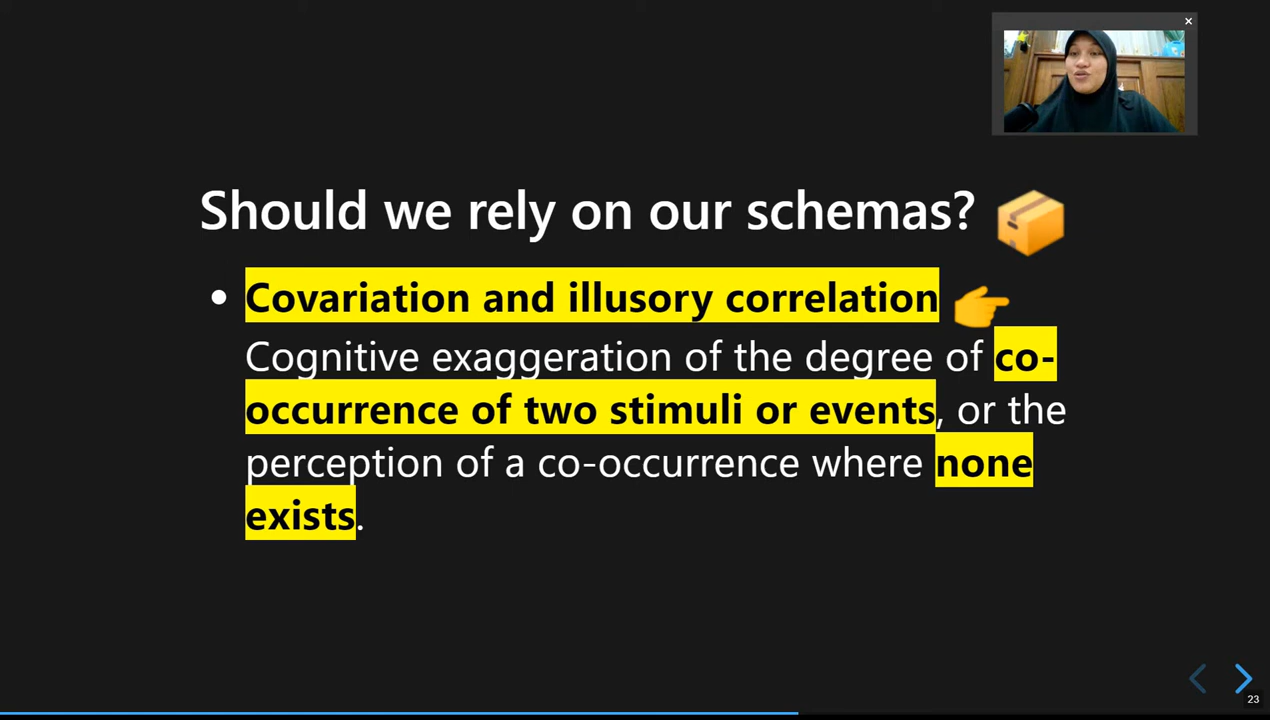 Should we rely on our schemas?
• Covariation and illusory correlation
Cognitive exaggeration of the degree of co-
occurrence of two stimuli or events, or the
perception of a co-occurrence where none
exists.
23